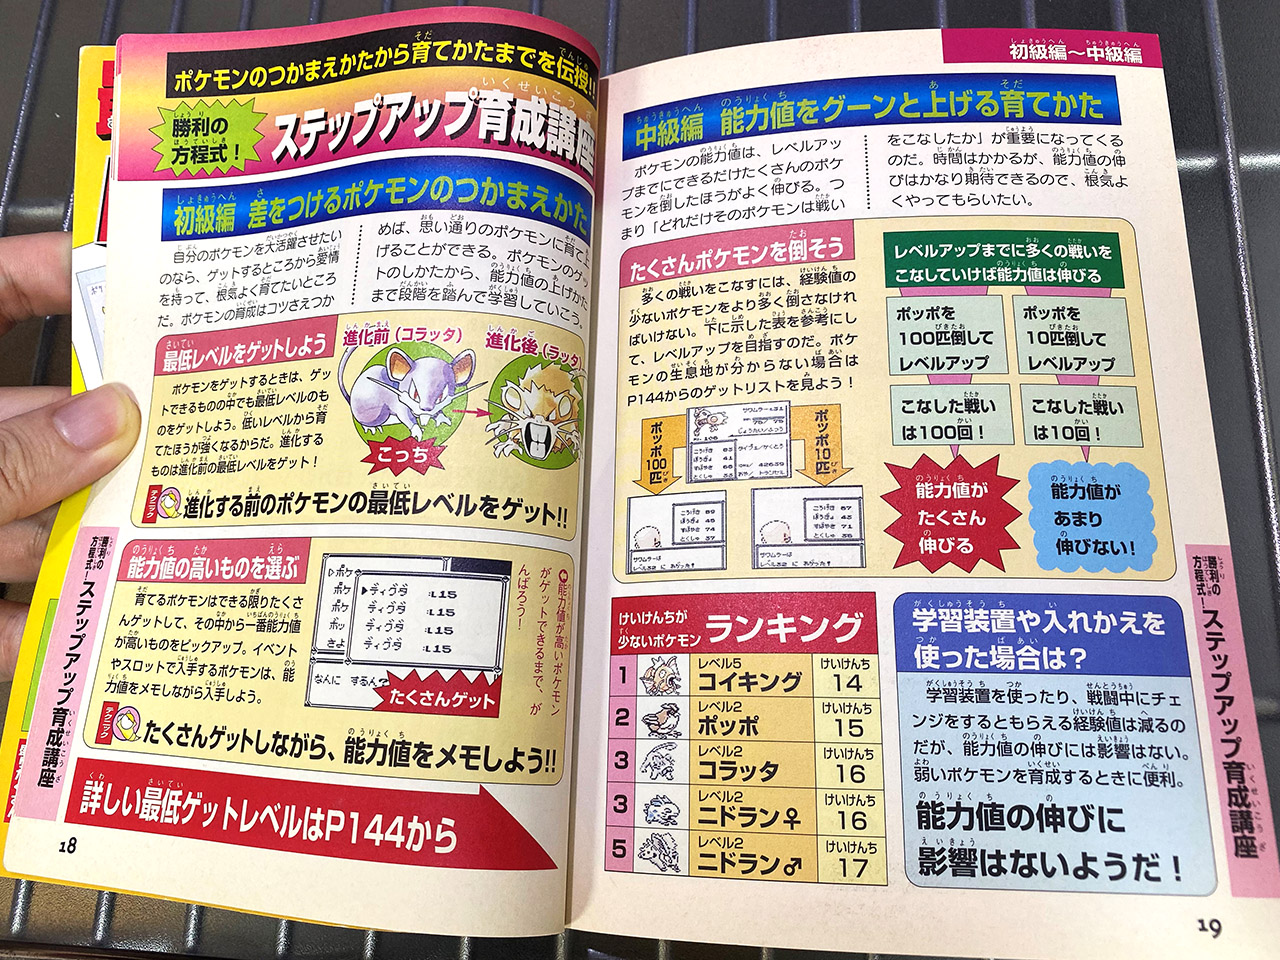 ポケモンのつかまえかたから育てかたまでを伝授!!
勝利の
方程式！
ステップアップ育成講座
初級編 差をつけるポケモンのつかまえかた
自分のポケモンを大活躍させたい
のなら、ゲットするところから愛情
を持って、根気よく育てたいところ
だ。ポケモンの育成はコツさえつか
めば、思い通りのポケモンに育て上
げることができる。ポケモンのゲッ
トのしかたから、能力値の上げかた
まで段階を踏んで学習していこう。
最低レベルをゲットしよう
ポケモンをゲットするときは、ゲッ
トできるものの中でも最低レベルのも
のをゲットしよう。低いレベルから育
てたほうが強くなるからだ。進化する
ものは進化前の最低レベルをゲット！
進化前（コラッタ）
進化後（ラッタ）
こっち
テクニック
進化する前のポケモンの最低レベルをゲット!!
能力値の高いものを選ぶ
育てるポケモンはできる限りたくさ
んゲットして、その中から一番能力値
が高いものをピックアップ。イベント
やスロットで入手するポケモンは、能
力値をメモしながら入手しよう。
ディグダ :L15
ディグダ :L15
ディグダ :L15
ディグダ :L15
なんに するん？
たくさんゲット
能力値が高いポケモン
がゲットできるまで、が
んばろう！
テクニック
たくさんゲットしながら、能力値をメモしよう!!
詳しい最低ゲットレベルはP144から
勝利の
方程式！
ステップアップ育成講座
18
初級編～中級編
中級編 能力値をグーンと上げる育てかた
ポケモンの能力値は、レベルアッ
プまでにできるだけたくさんのポケ
モンを倒したほうがよく伸びる。つ
まり「どれだけそのポケモンは戦い
をこなしたか」が重要になってくる
のだ。時間はかかるが、能力値の伸
びはかなり期待できるので、根気よ
くやってもらいたい。
たくさんポケモンを倒そう
多くの戦いをこなすには、経験値の
少ないポケモンをより多く倒さなけれ
ばいけない。下に示した表を参考にし
て、レベルアップを目指すのだ。ポケ
モンの生息地が分からない場合は
P144からのゲットリストを見よう！
ポッポ100匹
ポッポ10匹
レベルアップまでに多くの戦いを
こなしていけば能力値は伸びる
ポッポを
100匹倒して
レベルアップ
ポッポを
10匹倒して
レベルアップ
こなした戦い
は100回！
こなした戦い
は10回！
能力値が
たくさん
伸びる
能力値が
あまり
伸びない！
けいけんちが
少ないポケモン
ランキング
1 レベル5 コイキング けいけんち 14
2 レベル2 ポッポ けいけんち 15
3 レベル2 コラッタ けいけんち 16
3 レベル2 ニドラン♀ けいけんち 16
5 レベル2 ニドラン♂ けいけんち 17
学習装置や入れかえを
使った場合は？
学習装置を使ったり、戦闘中にチェ
ンジをするともらえる経験値は減るの
だが、能力値の伸びには影響はない。
弱いポケモンを育成するときに便利。
能力値の伸びに
影響はないようだ！
勝利の
方程式！
ステップアップ育成講座
19